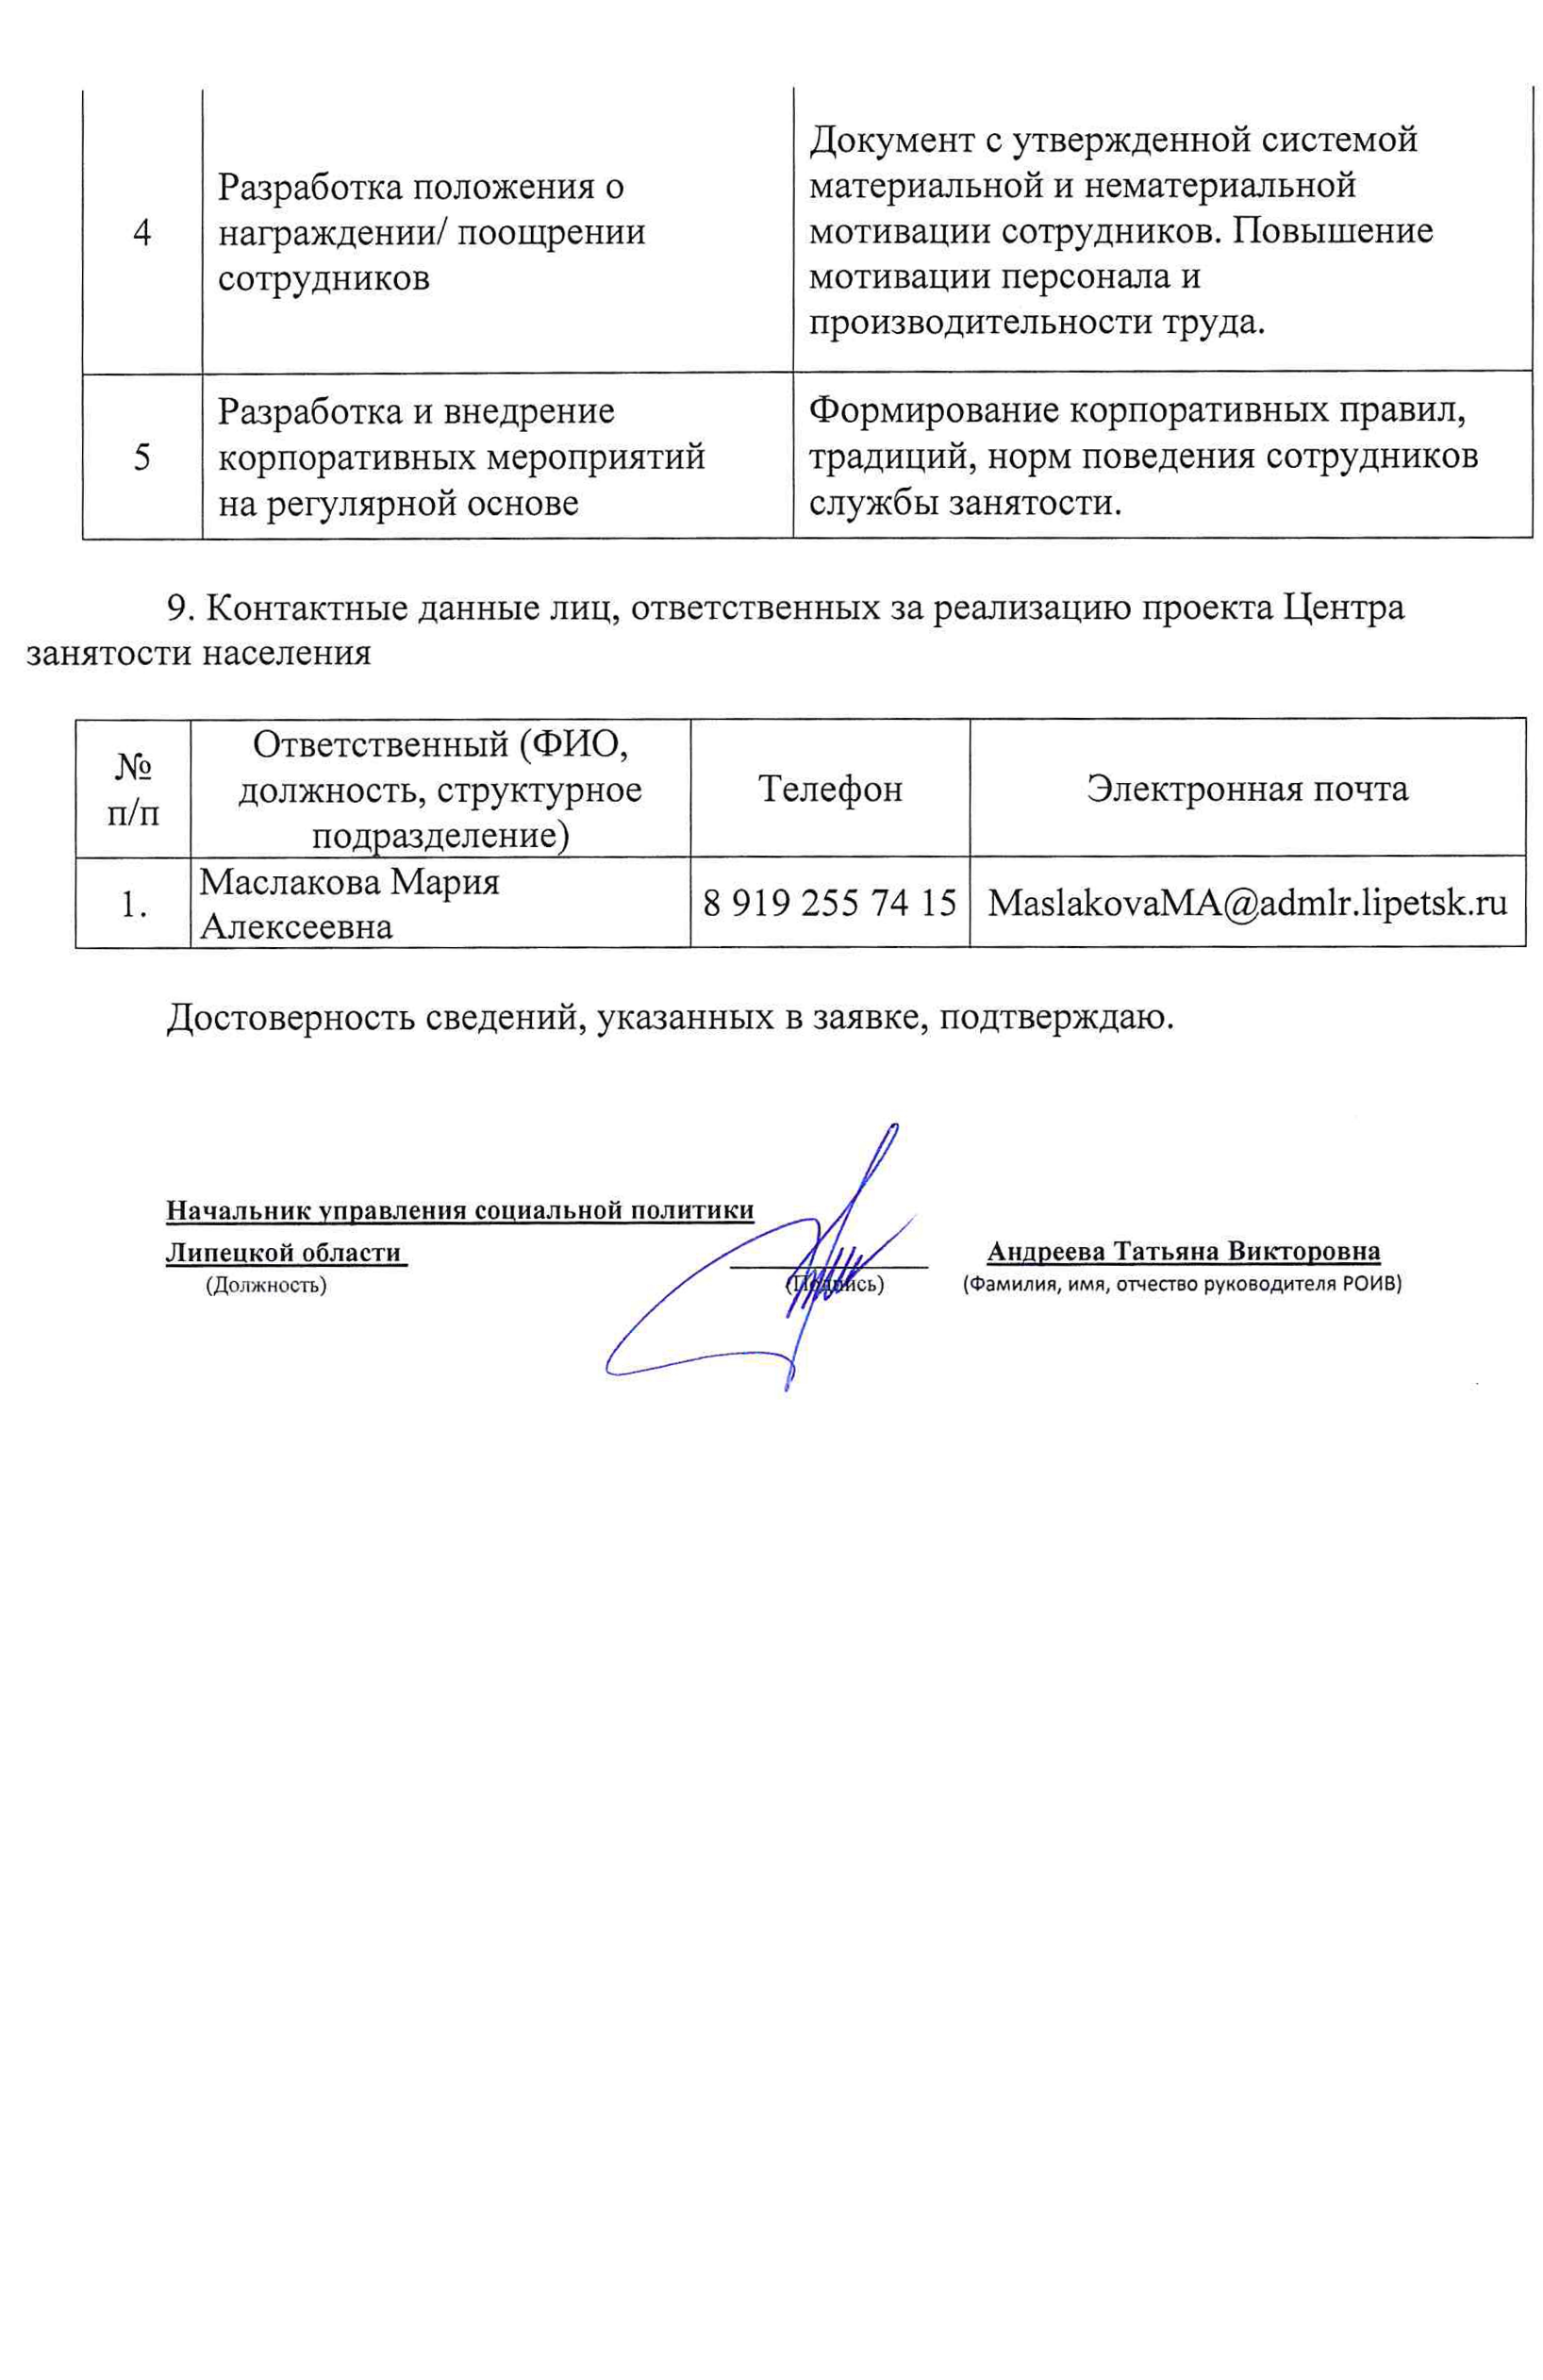 4
Разработка положения о
награждении/ поощрении
сотрудников
Документ с утвержденной системой
материальной и нематериальной
мотивации сотрудников. Повышение
мотивации персонала и
производительности труда.
5
Разработка и внедрение
корпоративных мероприятий
на регулярной основе
Формирование корпоративных правил,
традиций, норм поведения сотрудников
службы занятости.
9. Контактные данные лиц, ответственных за реализацию проекта Центра
занятости населения
№
п/п
Ответственный (ФИО,
должность, структурное
подразделение)
Телефон
Электронная почта
1.
Маслакова Мария
Алексеевна
8 919 255 74 15
MaslakovaMA@admlr.lipetsk.ru
Достоверность сведений, указанных в заявке, подтверждаю.
Начальник управления социальной политики
Липецкой области
Андреева Татьяна Викторовна
(Должность)
(Подпись)
(Фамилия, имя, отчество руководителя РОИВ)